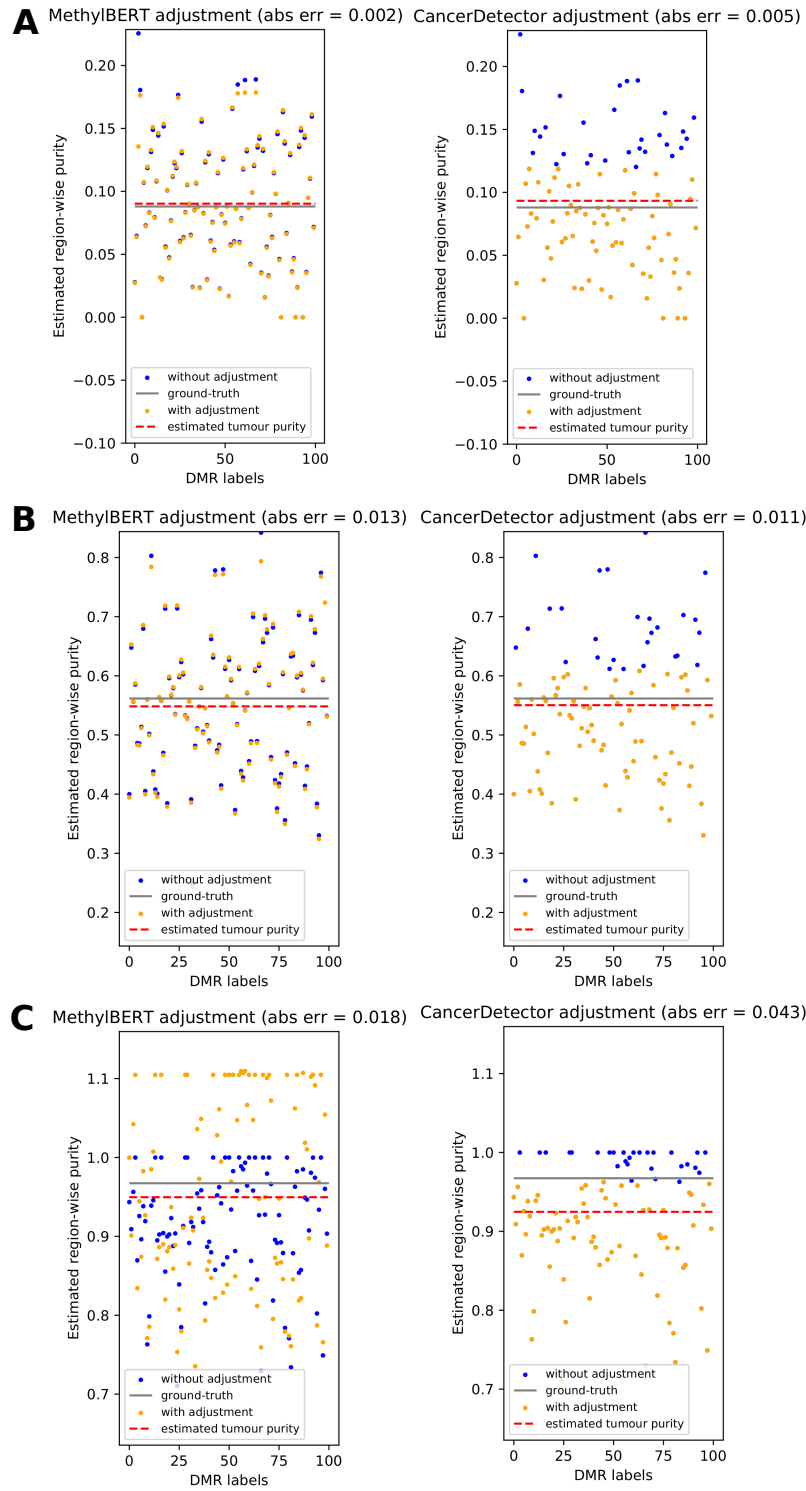 A
MethylBERT adjustment (abs err = 0.002)
CancerDetector adjustment (abs err = 0.005)
Estimated region-wise purity
0.20
0.15
0.10
0.05
0.00
−0.05
−0.10
without adjustment
ground-truth
with adjustment
estimated tumour purity
0
50
100
DMR labels
Estimated region-wise purity
0.20
0.15
0.10
0.05
0.00
−0.05
−0.10
without adjustment
ground-truth
with adjustment
estimated tumour purity
0
50
100
DMR labels
B
MethylBERT adjustment (abs err = 0.013)
CancerDetector adjustment (abs err = 0.011)
Estimated region-wise purity
0.8
0.7
0.6
0.5
0.4
0.3
0.2
without adjustment
ground-truth
with adjustment
estimated tumour purity
0
25
50
75
100
DMR labels
Estimated region-wise purity
0.8
0.7
0.6
0.5
0.4
0.3
0.2
without adjustment
ground-truth
with adjustment
estimated tumour purity
0
25
50
75
100
DMR labels
C
MethylBERT adjustment (abs err = 0.018)
CancerDetector adjustment (abs err = 0.043)
Estimated region-wise purity
1.1
1.0
0.9
0.8
0.7
without adjustment
ground-truth
with adjustment
estimated tumour purity
0
25
50
75
100
DMR labels
Estimated region-wise purity
1.1
1.0
0.9
0.8
0.7
without adjustment
ground-truth
with adjustment
estimated tumour purity
0
25
50
75
100
DMR labels